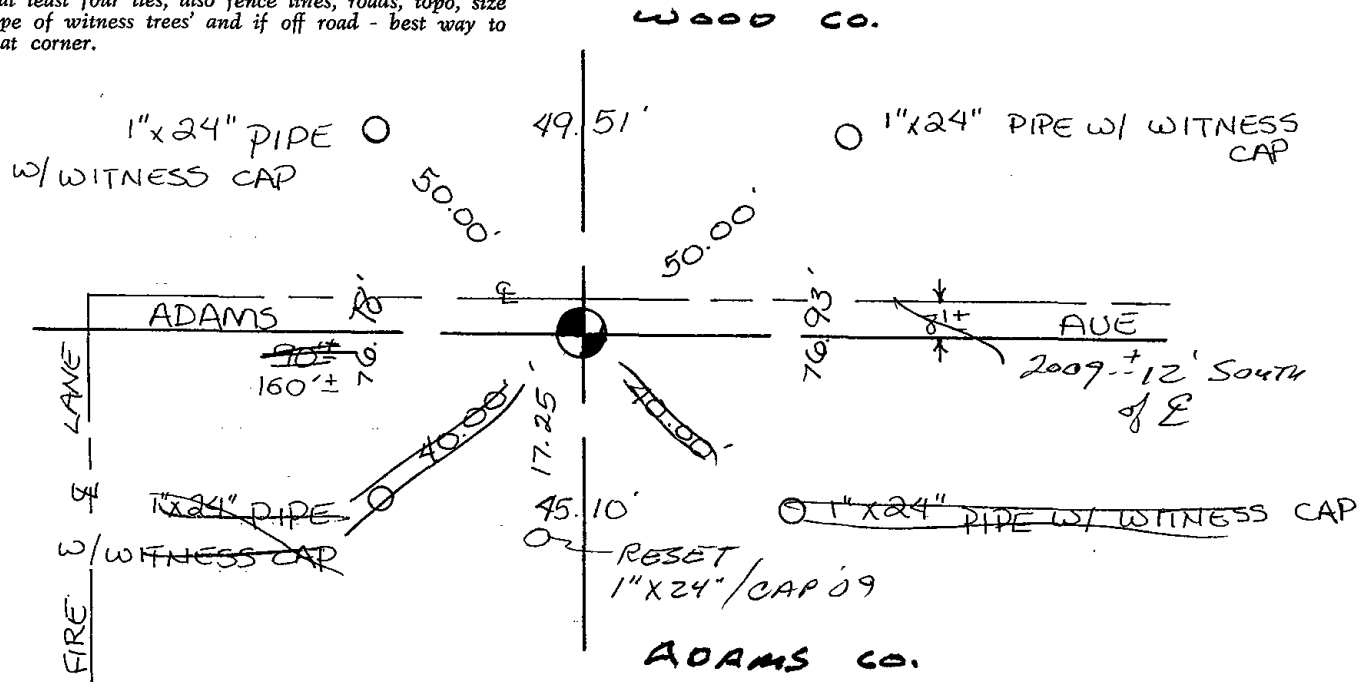 at least four ties, also fence lines, roads, topo, size
pe of witness trees' and if off road - best way to
at corner.
WOOD CO.
1"x24" PIPE
W/ WITNESS CAP
49.51'
1"x24" PIPE W/ WITNESS
CAP
50.00'
50.00'
ADAMS
℄
76.93'
8'±
AVE
90'±
160'±
2009 - ± 12' SOUTH
of ℄
LANE
℄
FIRE
40.00'
17.25'
40.00'
1"x24" PIPE
W/ WITNESS CAP
45.10'
1"x24" PIPE W/ WITNESS CAP
RESET
1"x24"/CAP 09
ADAMS CO.